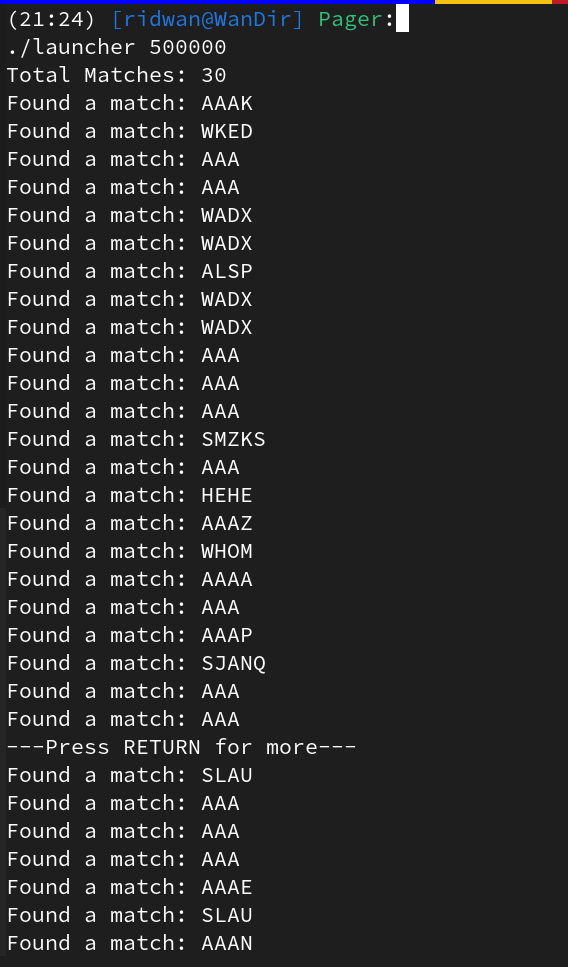 (21:24) [ridwan@WanDir] Pager:
./launcher 500000
Total Matches: 30
Found a match: AAAK
Found a match: WKED
Found a match: AAA
Found a match: AAA
Found a match: WADX
Found a match: WADX
Found a match: ALSP
Found a match: WADX
Found a match: WADX
Found a match: AAA
Found a match: AAA
Found a match: AAA
Found a match: SMZKS
Found a match: AAA
Found a match: HEHE
Found a match: AAAZ
Found a match: WHOM
Found a match: AAAA
Found a match: AAA
Found a match: AAAP
Found a match: SJANQ
Found a match: AAA
Found a match: AAA
---Press RETURN for more---
Found a match: SLAU
Found a match: AAA
Found a match: AAA
Found a match: AAA
Found a match: AAAE
Found a match: SLAU
Found a match: AAAN